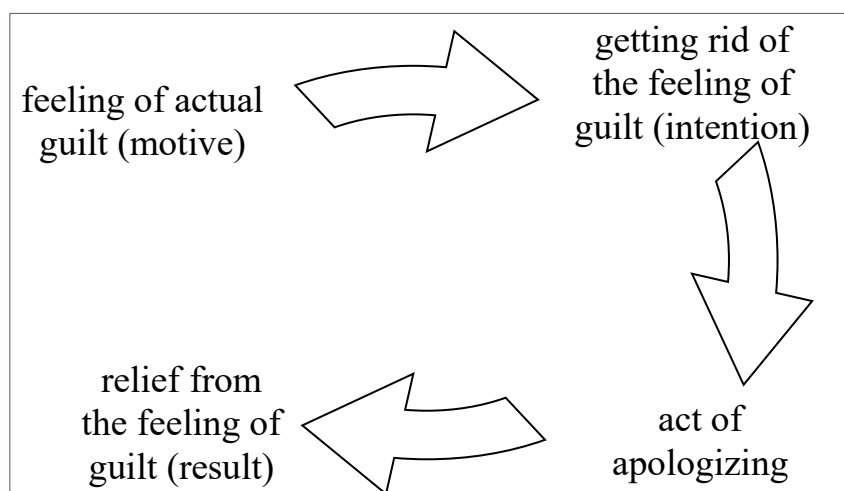 feeling of actual
guilt (motive)
getting rid of
the feeling of
guilt (intention)
act of
apologizing
relief from
the feeling of
guilt (result)